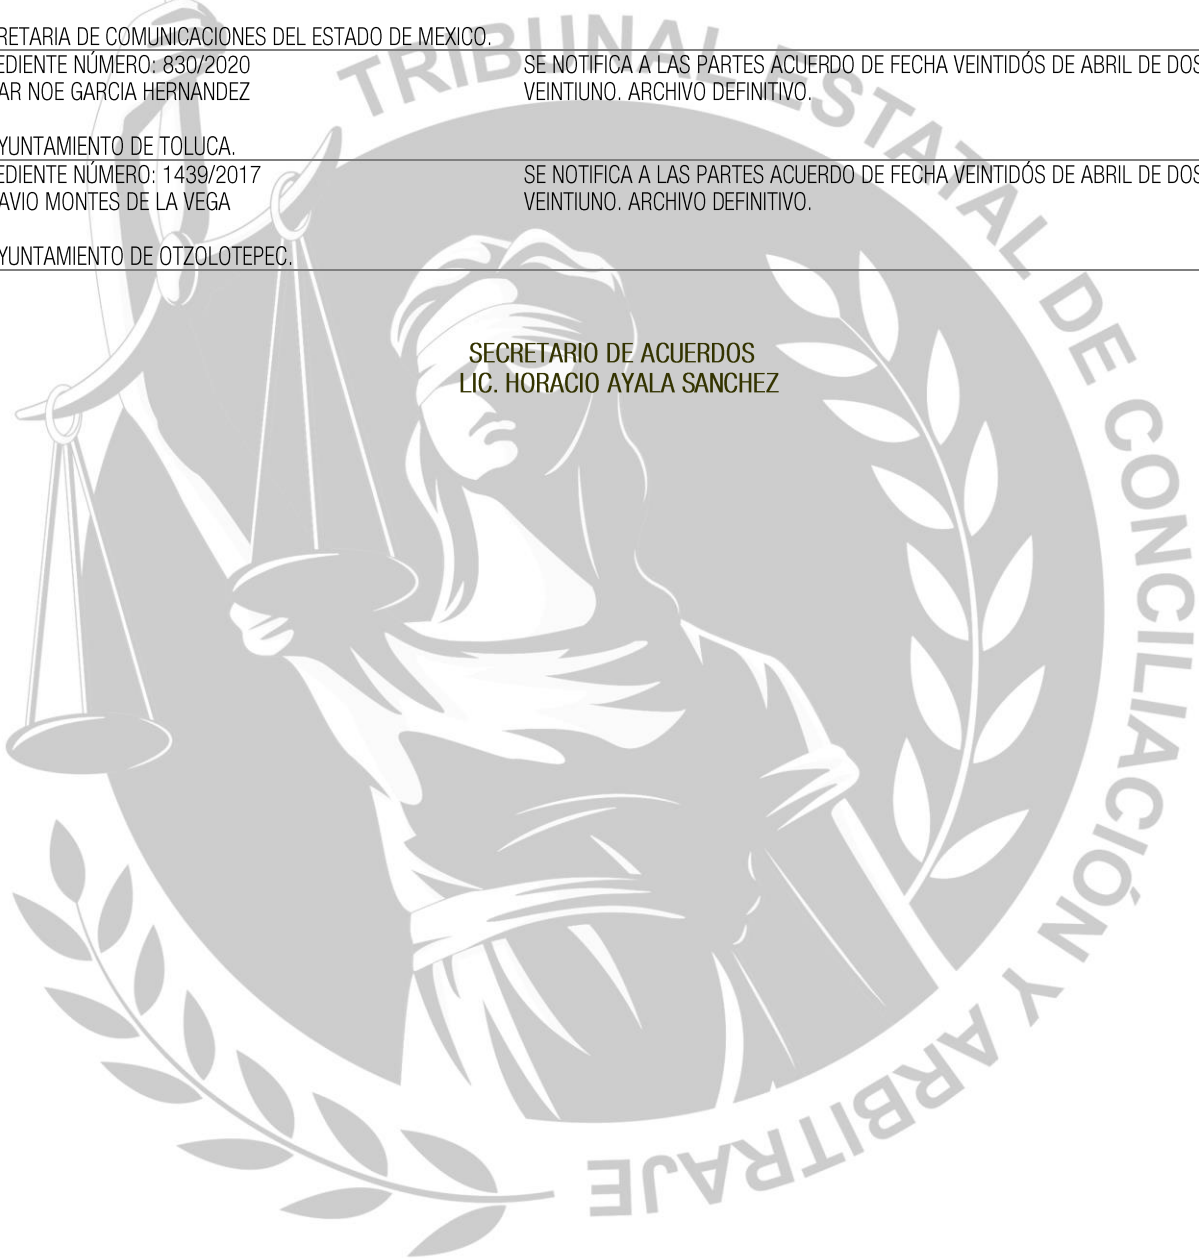 RETARIA DE COMUNICACIONES DEL ESTADO DE MEXICO.
EDIENTE NÚMERO: 830/2020
AR NOE GARCIA HERNANDEZ
SE NOTIFICA A LAS PARTES ACUERDO DE FECHA VEINTIDÓS DE ABRIL DE DOS
VEINTIUNO. ARCHIVO DEFINITIVO.
YUNTAMIENTO DE TOLUCA.
EDIENTE NÚMERO: 1439/2017
AVIO MONTES DE LA VEGA
SE NOTIFICA A LAS PARTES ACUERDO DE FECHA VEINTIDÓS DE ABRIL DE DOS
VEINTIUNO. ARCHIVO DEFINITIVO.
YUNTAMIENTO DE OTZOLOTEPEC.
SECRETARIO DE ACUERDOS
LIC. HORACIO AYALA SANCHEZ
TRIBUNAL ESTATAL DE CONCILIACIÓN Y ARBITRAJE